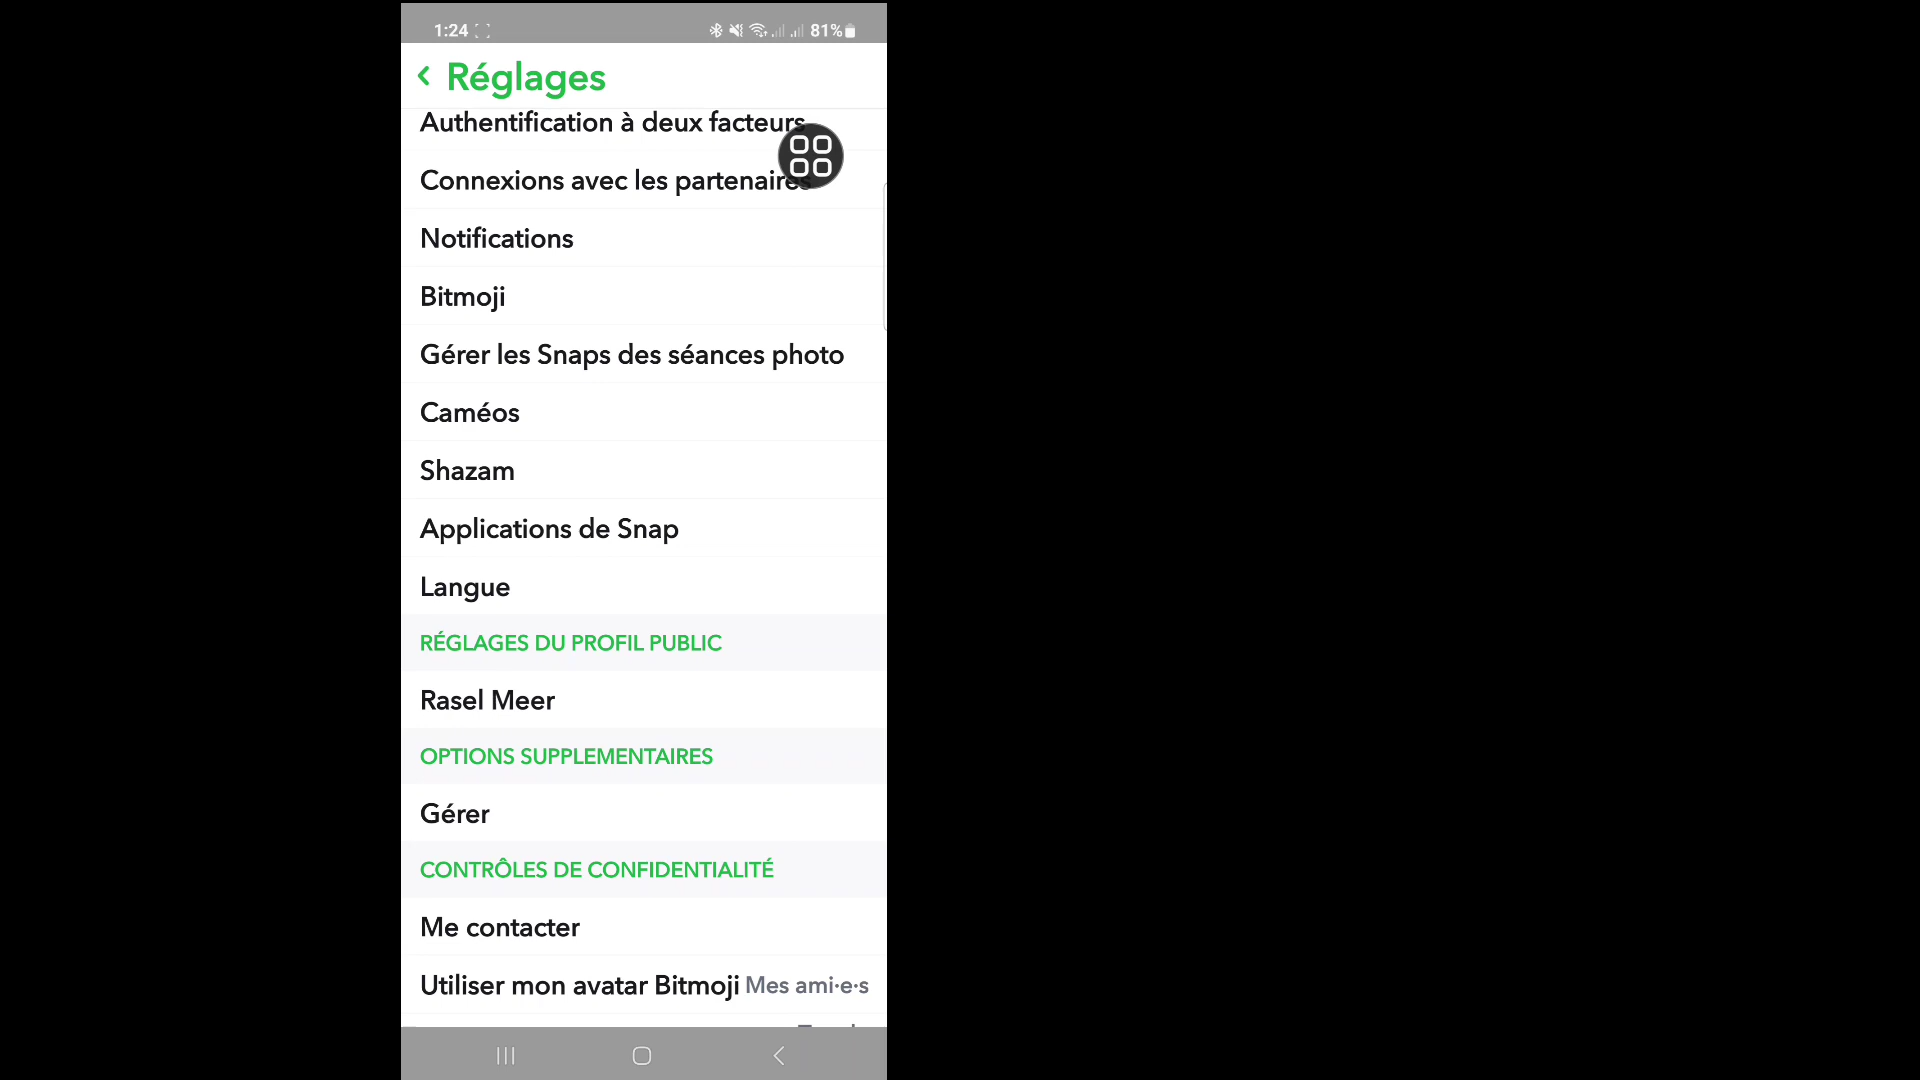 1:24
81%
Réglages
Authentification à deux facteurs
Connexions avec les partenaires
Notifications
Bitmoji
Gérer les Snaps des séances photo
Caméos
Shazam
Applications de Snap
Langue
RÉGLAGES DU PROFIL PUBLIC
Rasel Meer
OPTIONS SUPPLEMENTAIRES
Gérer
CONTRÔLES DE CONFIDENTIALITÉ
Me contacter
Utiliser mon avatar Bitmoji Mes ami·e·s